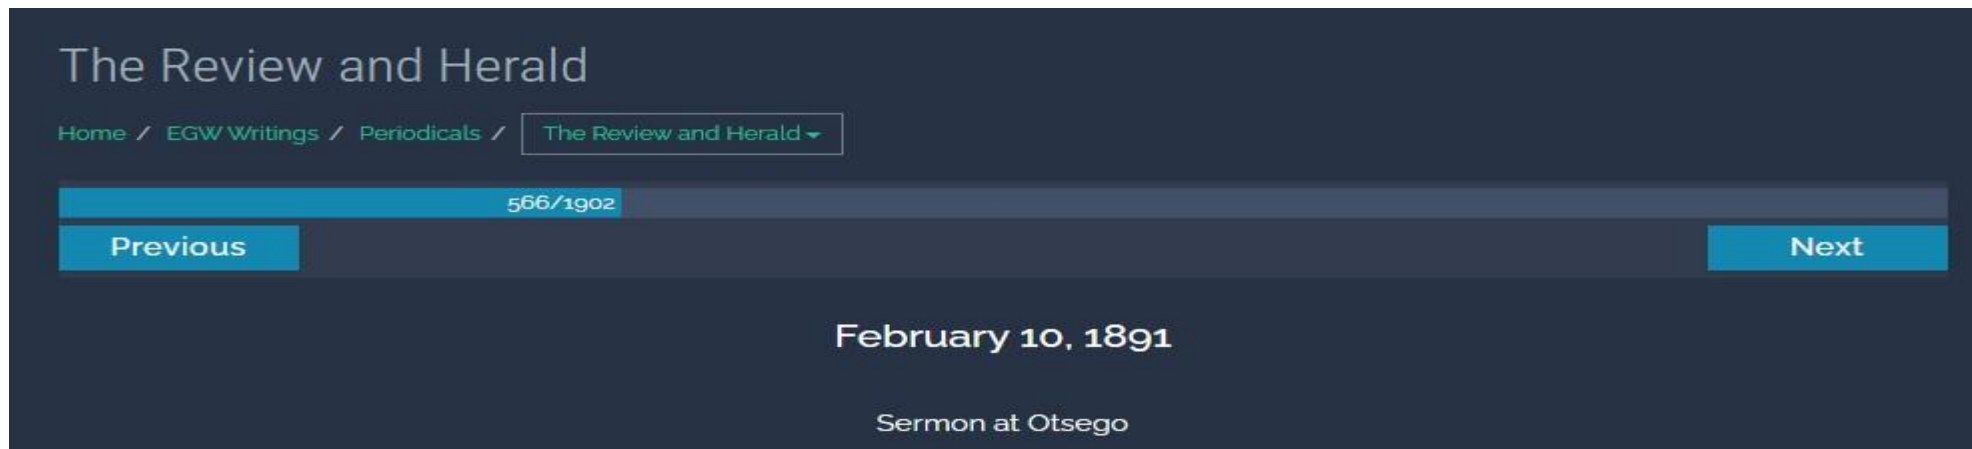 The Review and Herald
Home / EGW Writings / Periodicals / The Review and Herald
566/1902
Previous Next
February 10, 1891
Sermon at Otsego